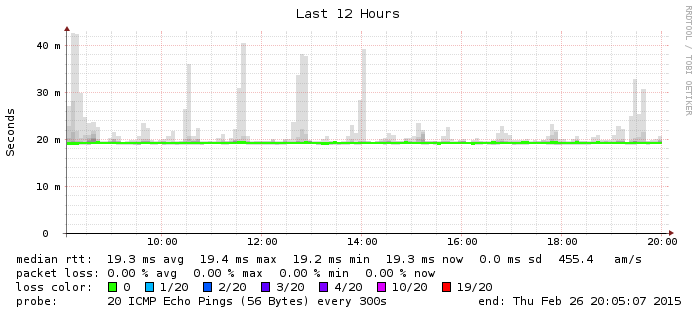 Last 12 Hours
RRDTOOL / TOBI OETIKER
Seconds
40 m
30 m
20 m
10 m
0
10:00 12:00 14:00 16:00 18:00 20:00
median rtt: 19.3 ms avg 19.4 ms max 19.2 ms min 19.3 ms now 0.0 ms sd 455.4 am/s
packet loss: 0.00 % avg 0.00 % max 0.00 % min 0.00 % now
loss color: 0 1/20 2/20 3/20 4/20 10/20 19/20
probe: 20 ICMP Echo Pings (56 Bytes) every 300s end: Thu Feb 26 20:05:07 2015